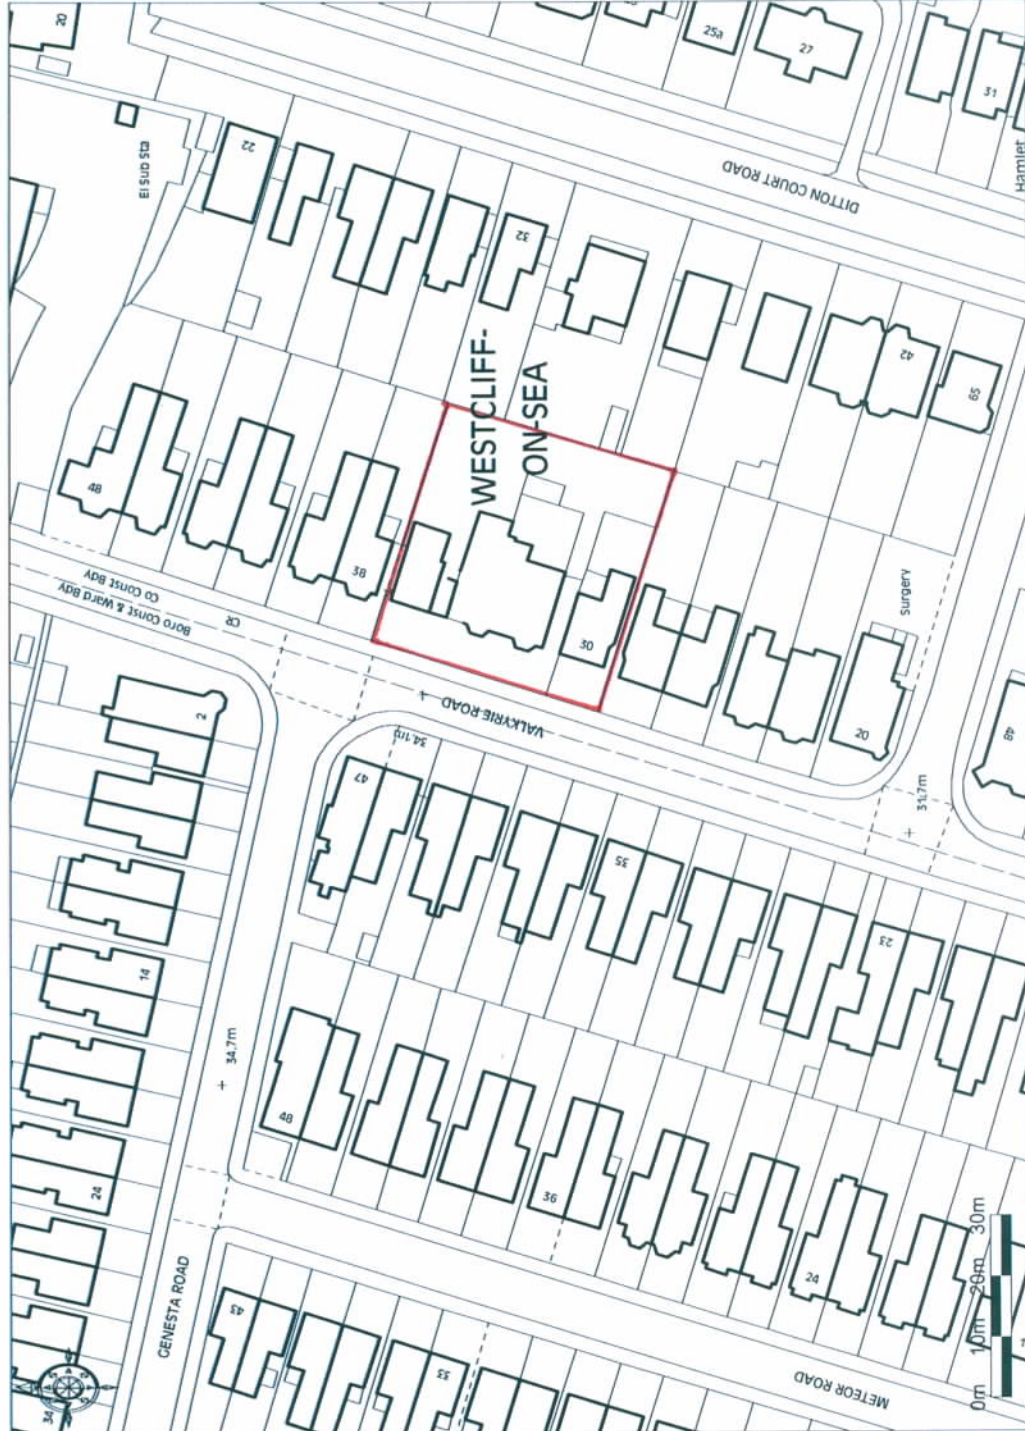 20
25a
27
31
Hamlet
El Sub Sta
22
DITTON COURT ROAD
32
WESTCLIFF-
ON-SEA
42
65
48
38
30
Surgery
20
48
Co Const Bdy
Boro Const & Ward Bdy
CR
VALKYRIE ROAD
2
34.1m
47
31.7m
35
23
14
34.7m
48
24
36
24
GENESTA ROAD
43
33
34
METEOR ROAD
0m
10m
20m
30m